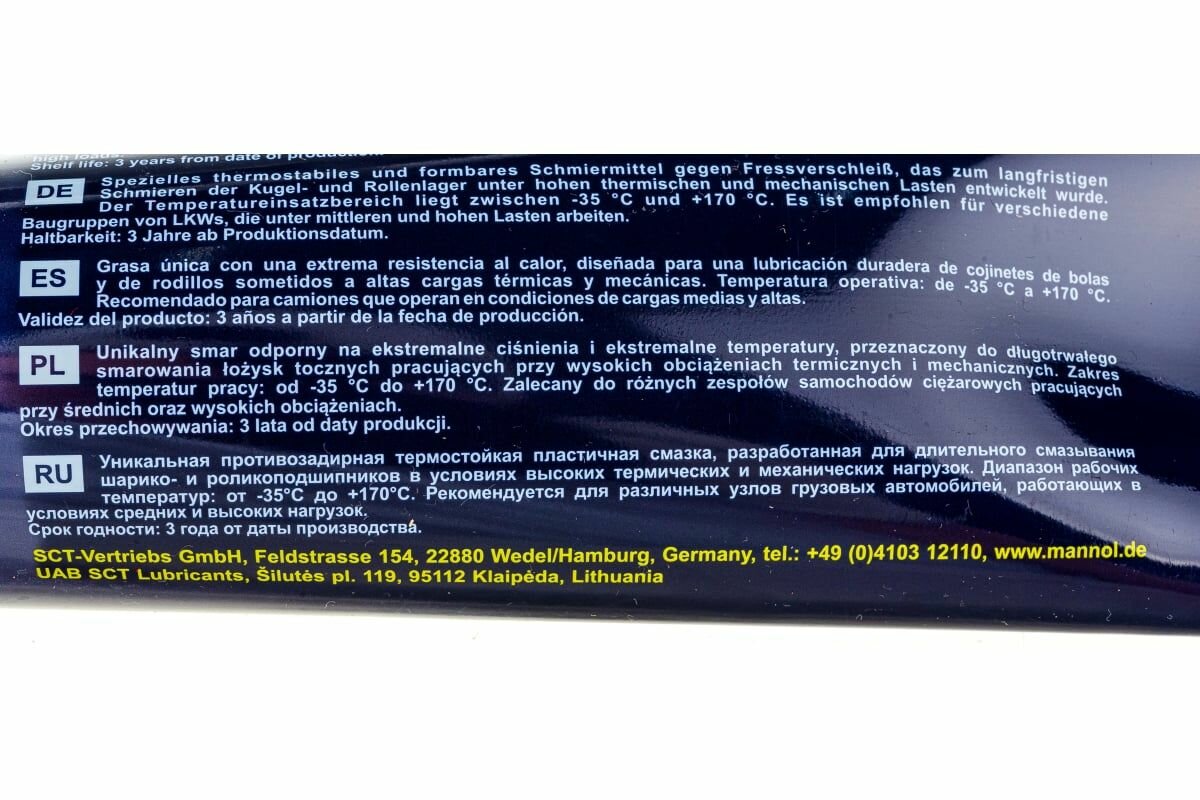 high loads.
Shelf life: 3 years from date of production.
DE Spezielles thermostabiles und formbares Schmiermittel gegen Fressverschleiß, das zum langfristigen
Schmieren der Kugel- und Rollenlager unter hohen thermischen und mechanischen Lasten entwickelt wurde.
Der Temperatureinsatzbereich liegt zwischen -35 °C und +170 °C. Es ist empfohlen für verschiedene
Baugruppen von LKWs, die unter mittleren und hohen Lasten arbeiten.
Haltbarkeit: 3 Jahre ab Produktionsdatum.
ES Grasa única con una extrema resistencia al calor, diseñada para una lubricación duradera de cojinetes de bolas
y de rodillos sometidos a altas cargas térmicas y mecánicas. Temperatura operativa: de -35 °C a +170 °C.
Recomendado para camiones que operan en condiciones de cargas medias y altas.
Validez del producto: 3 años a partir de la fecha de producción.
PL Unikalny smar odporny na ekstremalne ciśnienia i ekstremalne temperatury, przeznaczony do długotrwałego
smarowania łożysk tocznych pracujących przy wysokich obciążeniach termicznych i mechanicznych. Zakres
temperatur pracy: od -35 °C do +170 °C. Zalecany do różnych zespołów samochodów ciężarowych pracujących
przy średnich oraz wysokich obciążeniach.
Okres przechowywania: 3 lata od daty produkcji.
RU Уникальная противозадирная термостойкая пластичная смазка, разработанная для длительного смазывания
шарико- и роликоподшипников в условиях высоких термических и механических нагрузок. Диапазон рабочих
температур: от -35°C до +170°C. Рекомендуется для различных узлов грузовых автомобилей, работающих в
условиях средних и высоких нагрузок.
Срок годности: 3 года от даты производства.
SCT-Vertriebs GmbH, Feldstrasse 154, 22880 Wedel/Hamburg, Germany, tel.: +49 (0)4103 12110, www.mannol.de
UAB SCT Lubricants, Šilutės pl. 119, 95112 Klaipėda, Lithuania